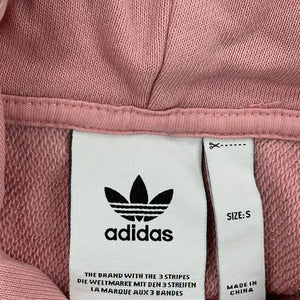 adidas
THE BRAND WITH THE 3 STRIPES
DIE WELTMARKE MIT DEN 3 STREIFEN
LA MARQUE AUX 3 BANDES
SIZE: S
MADE IN
CHINA